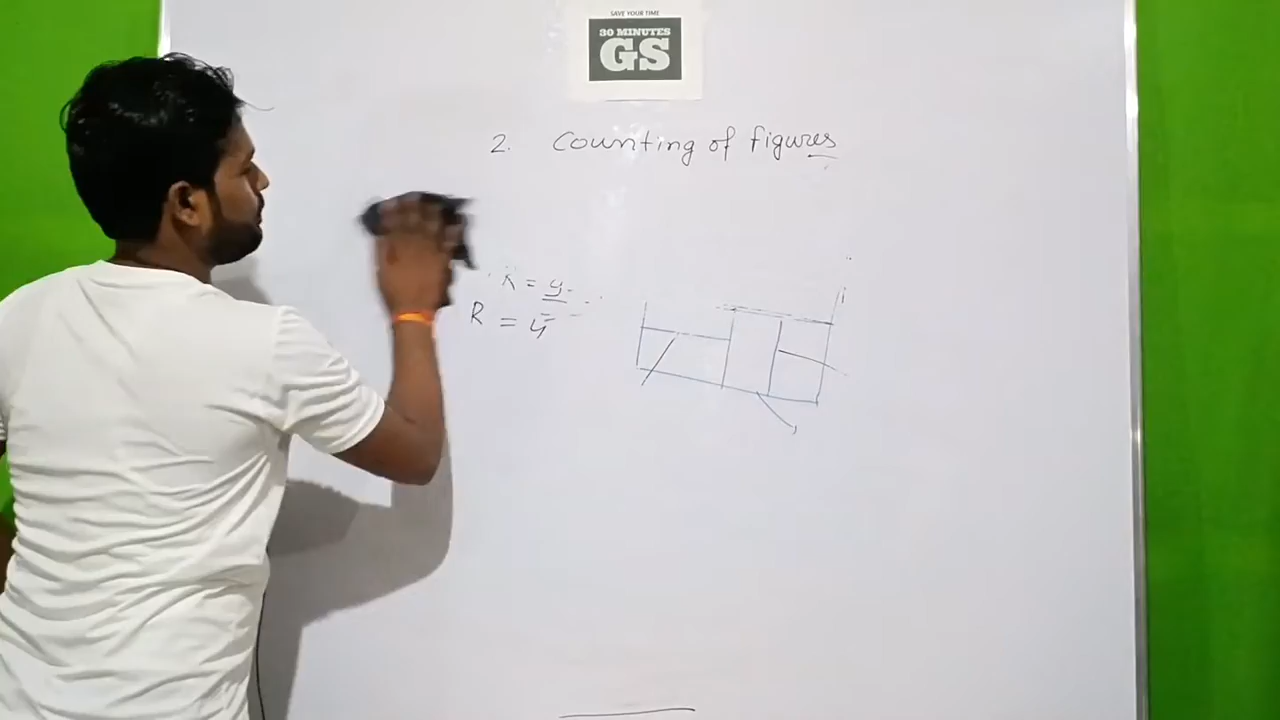 SAVE YOUR TIME
30 MINUTES
GS
2. Counting of figures
= y
R = 4